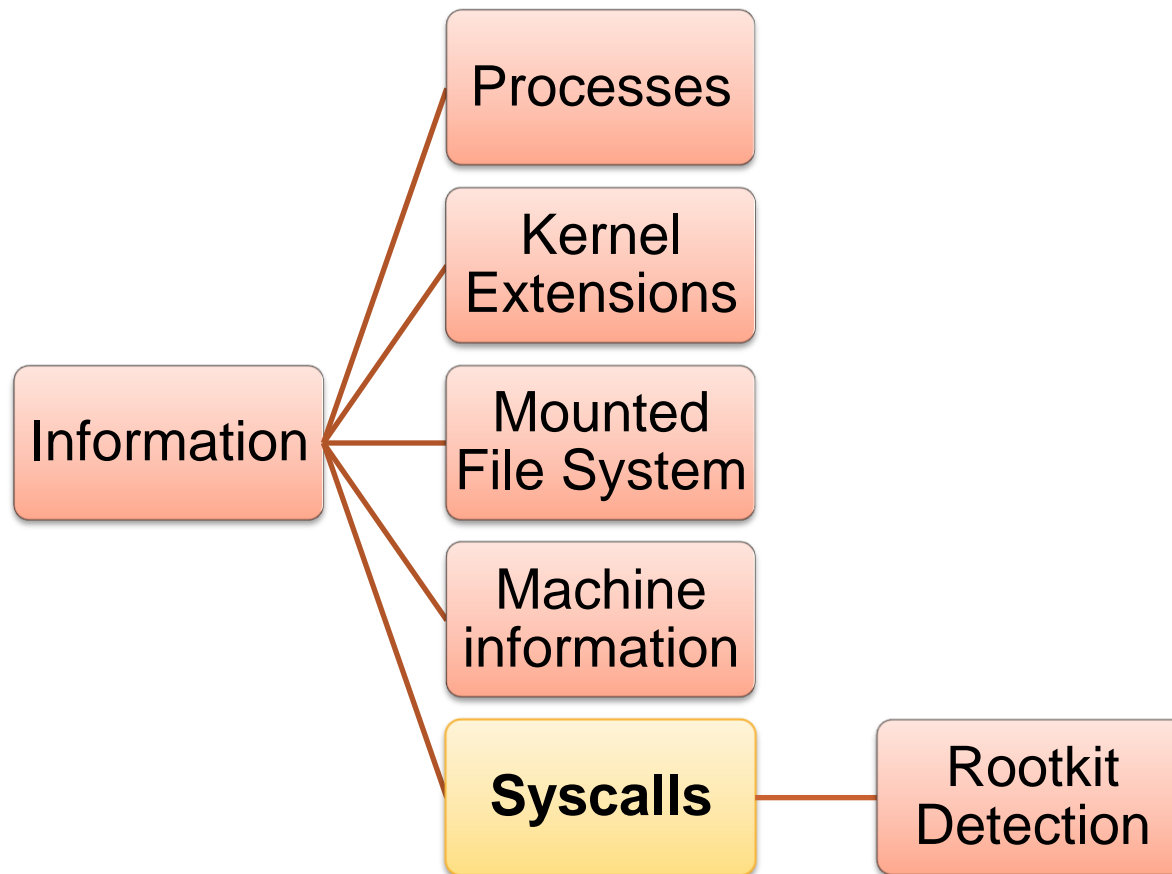 Processes
Kernel
Extensions
Information
Mounted
File System
Machine
information
Syscalls
Rootkit
Detection